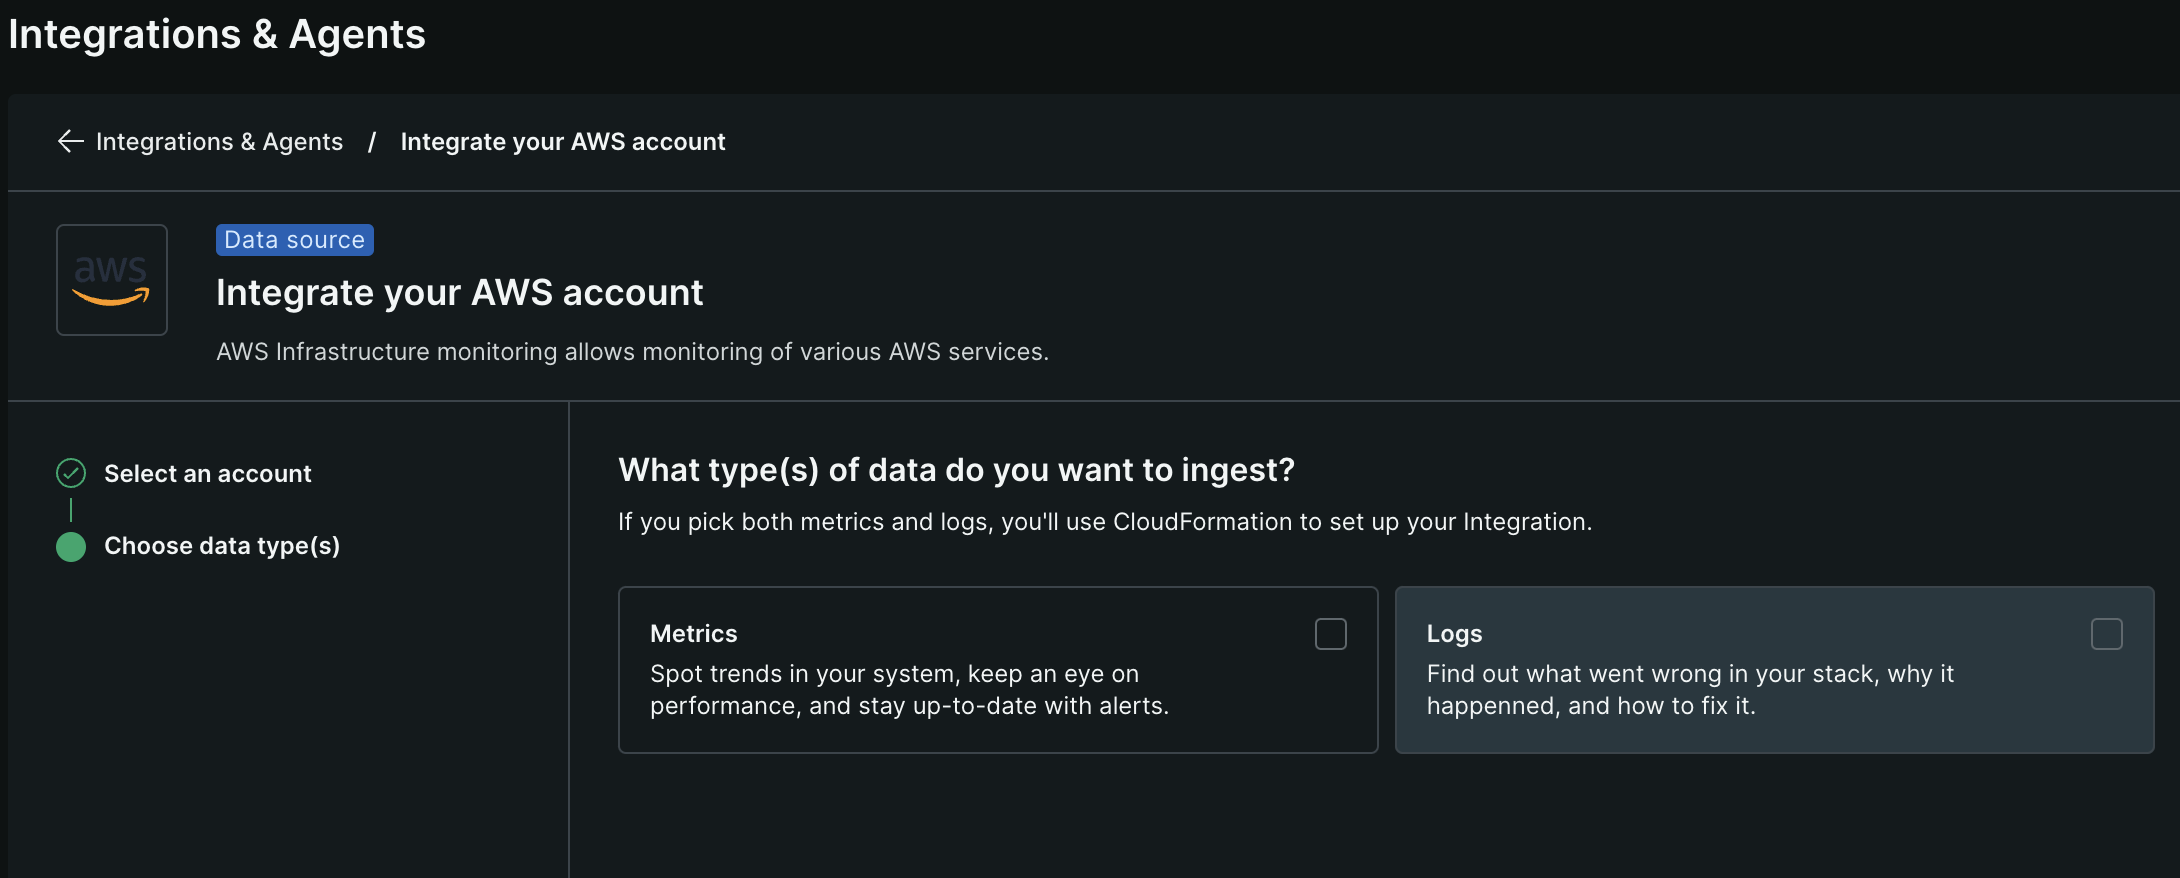 Integrations & Agents
Integrations & Agents / Integrate your AWS account
aws
Data source
Integrate your AWS account
AWS Infrastructure monitoring allows monitoring of various AWS services.
Select an account
Choose data type(s)
What type(s) of data do you want to ingest?
If you pick both metrics and logs, you'll use CloudFormation to set up your Integration.
Metrics
Spot trends in your system, keep an eye on
performance, and stay up-to-date with alerts.
Logs
Find out what went wrong in your stack, why it
happenned, and how to fix it.